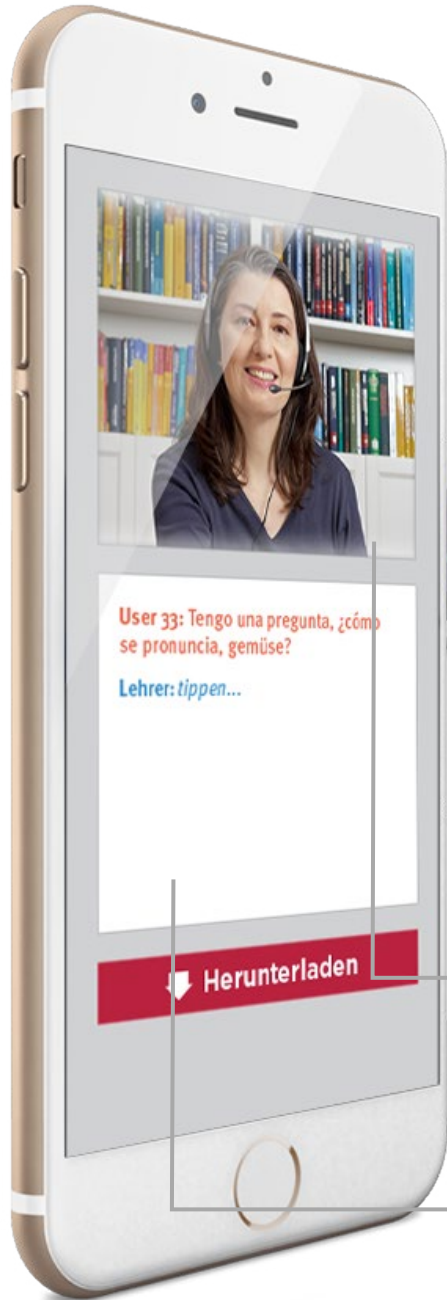 User 33: Tengo una pregunta, ¿cómo
se pronuncia, gemüse?
Lehrer: tippen...
Herunterladen